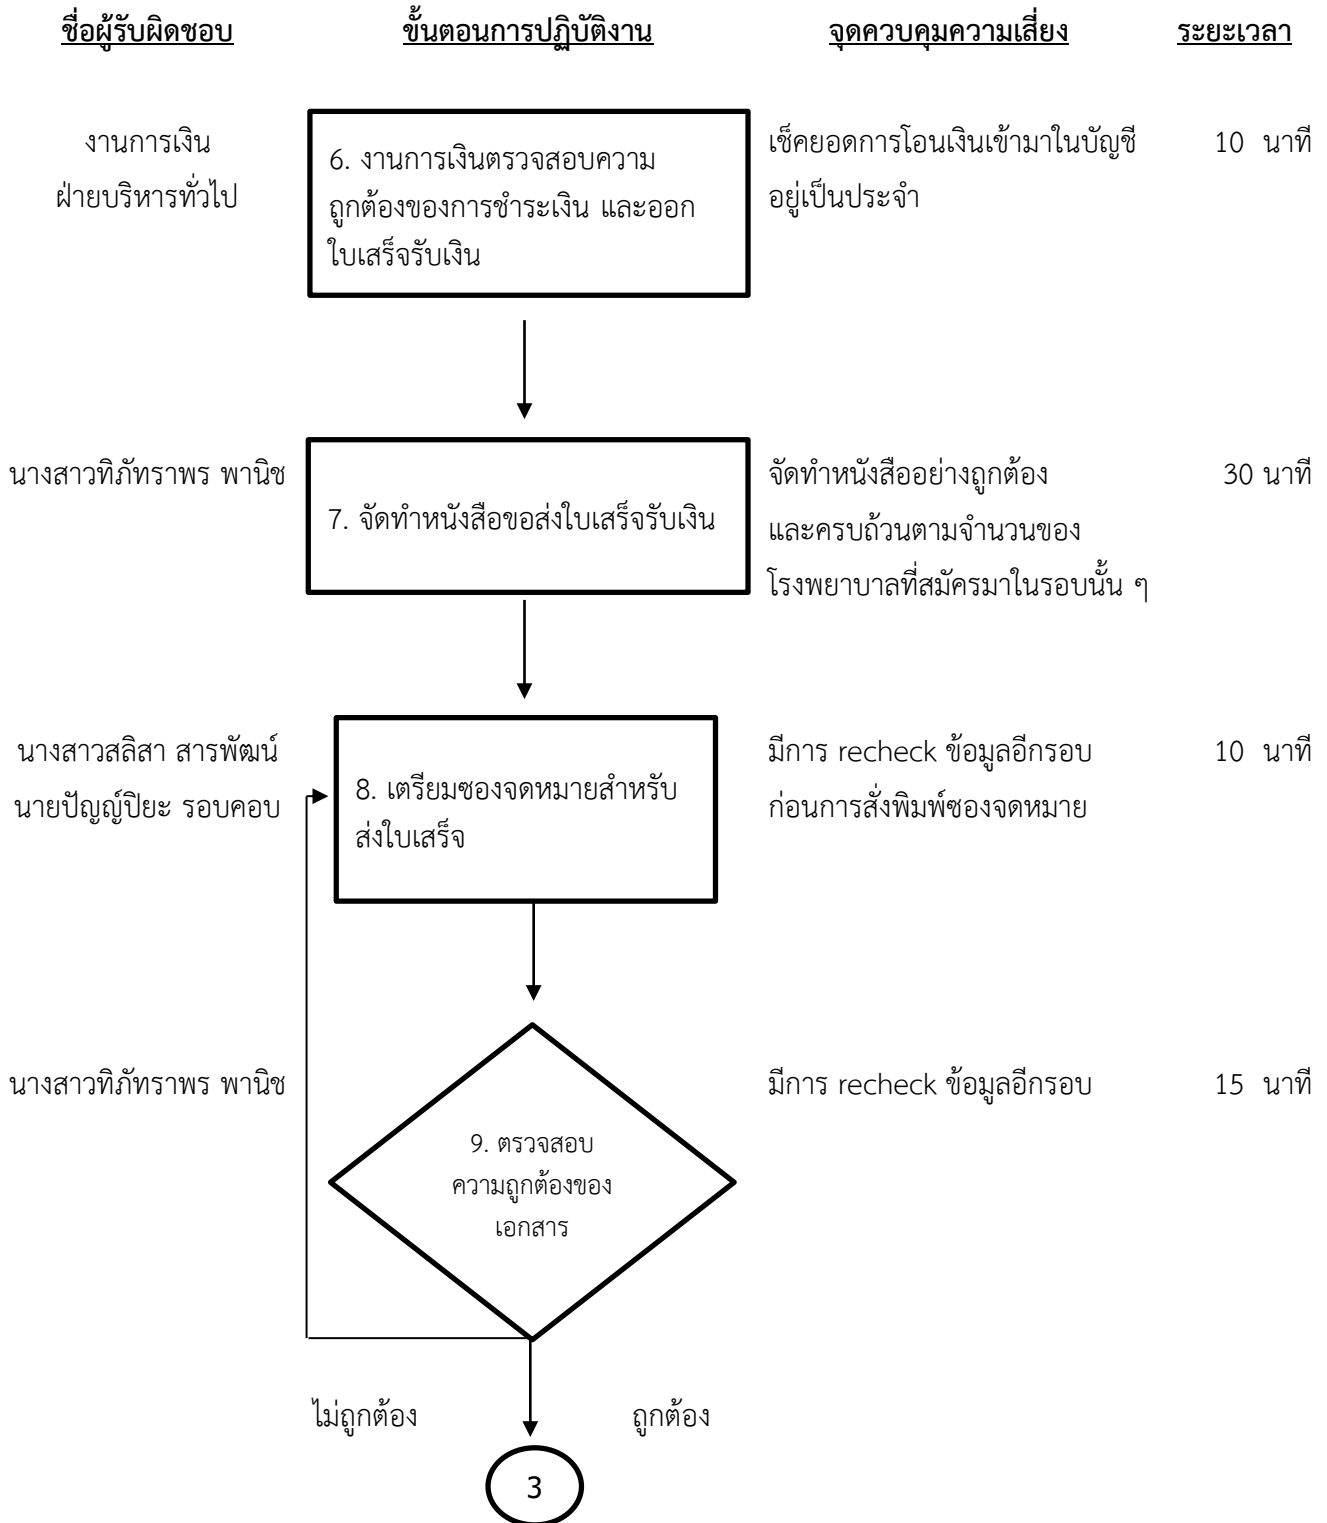 ชื่อผู้รับผิดชอบ ขั้นตอนการปฏิบัติงาน จุดควบคุมความเสี่ยง ระยะเวลา
งานการเงิน
ฝ่ายบริหารทั่วไป
6. งานการเงินตรวจสอบความ
ถูกต้องของการชำระเงิน และออก
ใบเสร็จรับเงิน
เช็คยอดการโอนเงินเข้ามาในบัญชี
อยู่เป็นประจำ
10 นาที
นางสาวทิภัทราพร พานิช
7. จัดทำหนังสือขอส่งใบเสร็จรับเงิน
จัดทำหนังสืออย่างถูกต้อง
และครบถ้วนตามจำนวนของ
โรงพยาบาลที่สมัครมาในรอบนั้น ๆ
30 นาที
นางสาวสลิสา สารพัฒน์
นายปัญญ์ปิยะ รอบคอบ
8. เตรียมซองจดหมายสำหรับ
ส่งใบเสร็จ
มีการ recheck ข้อมูลอีกรอบ
ก่อนการสั่งพิมพ์ซองจดหมาย
10 นาที
นางสาวทิภัทราพร พานิช
9. ตรวจสอบ
ความถูกต้องของ
เอกสาร
มีการ recheck ข้อมูลอีกรอบ
15 นาที
ไม่ถูกต้อง ถูกต้อง
3